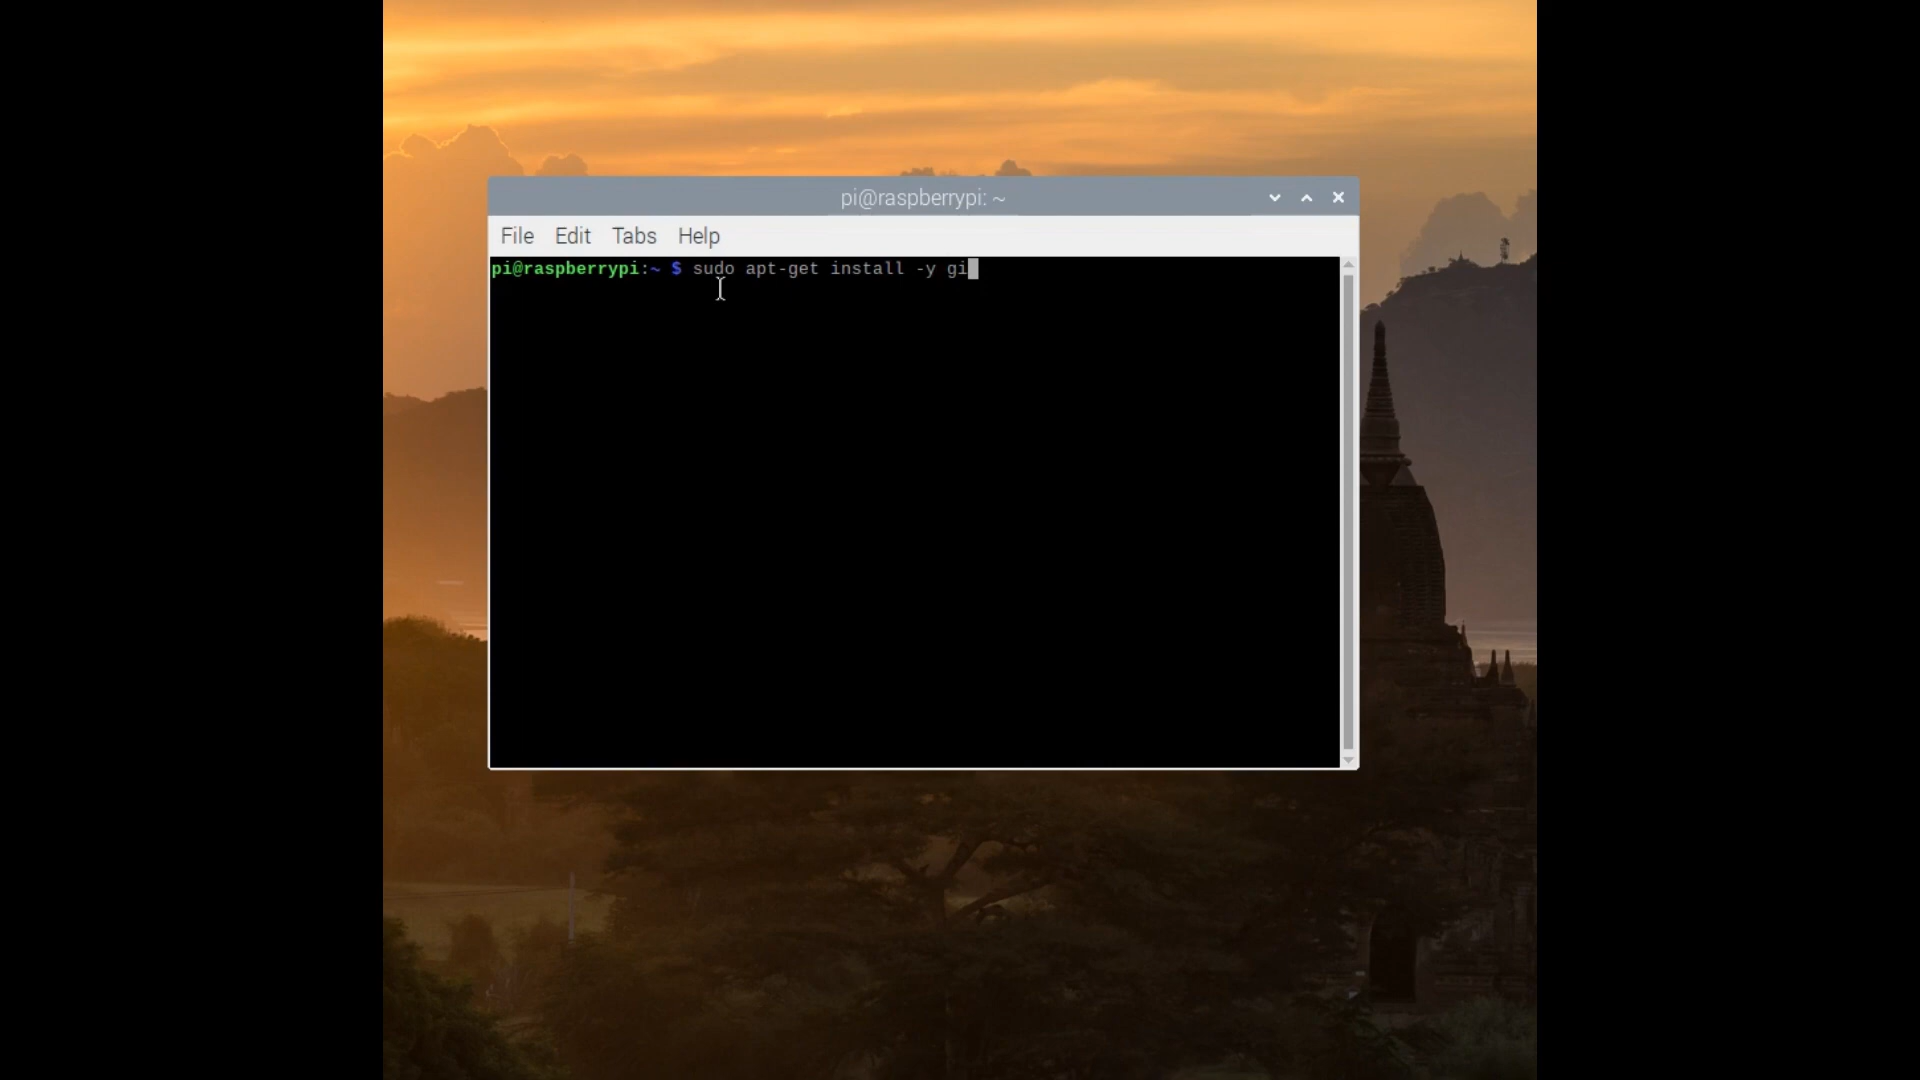 pi@raspberrypi: ~
File Edit Tabs Help
pi@raspberrypi:~ $ sudo apt-get install -y gi